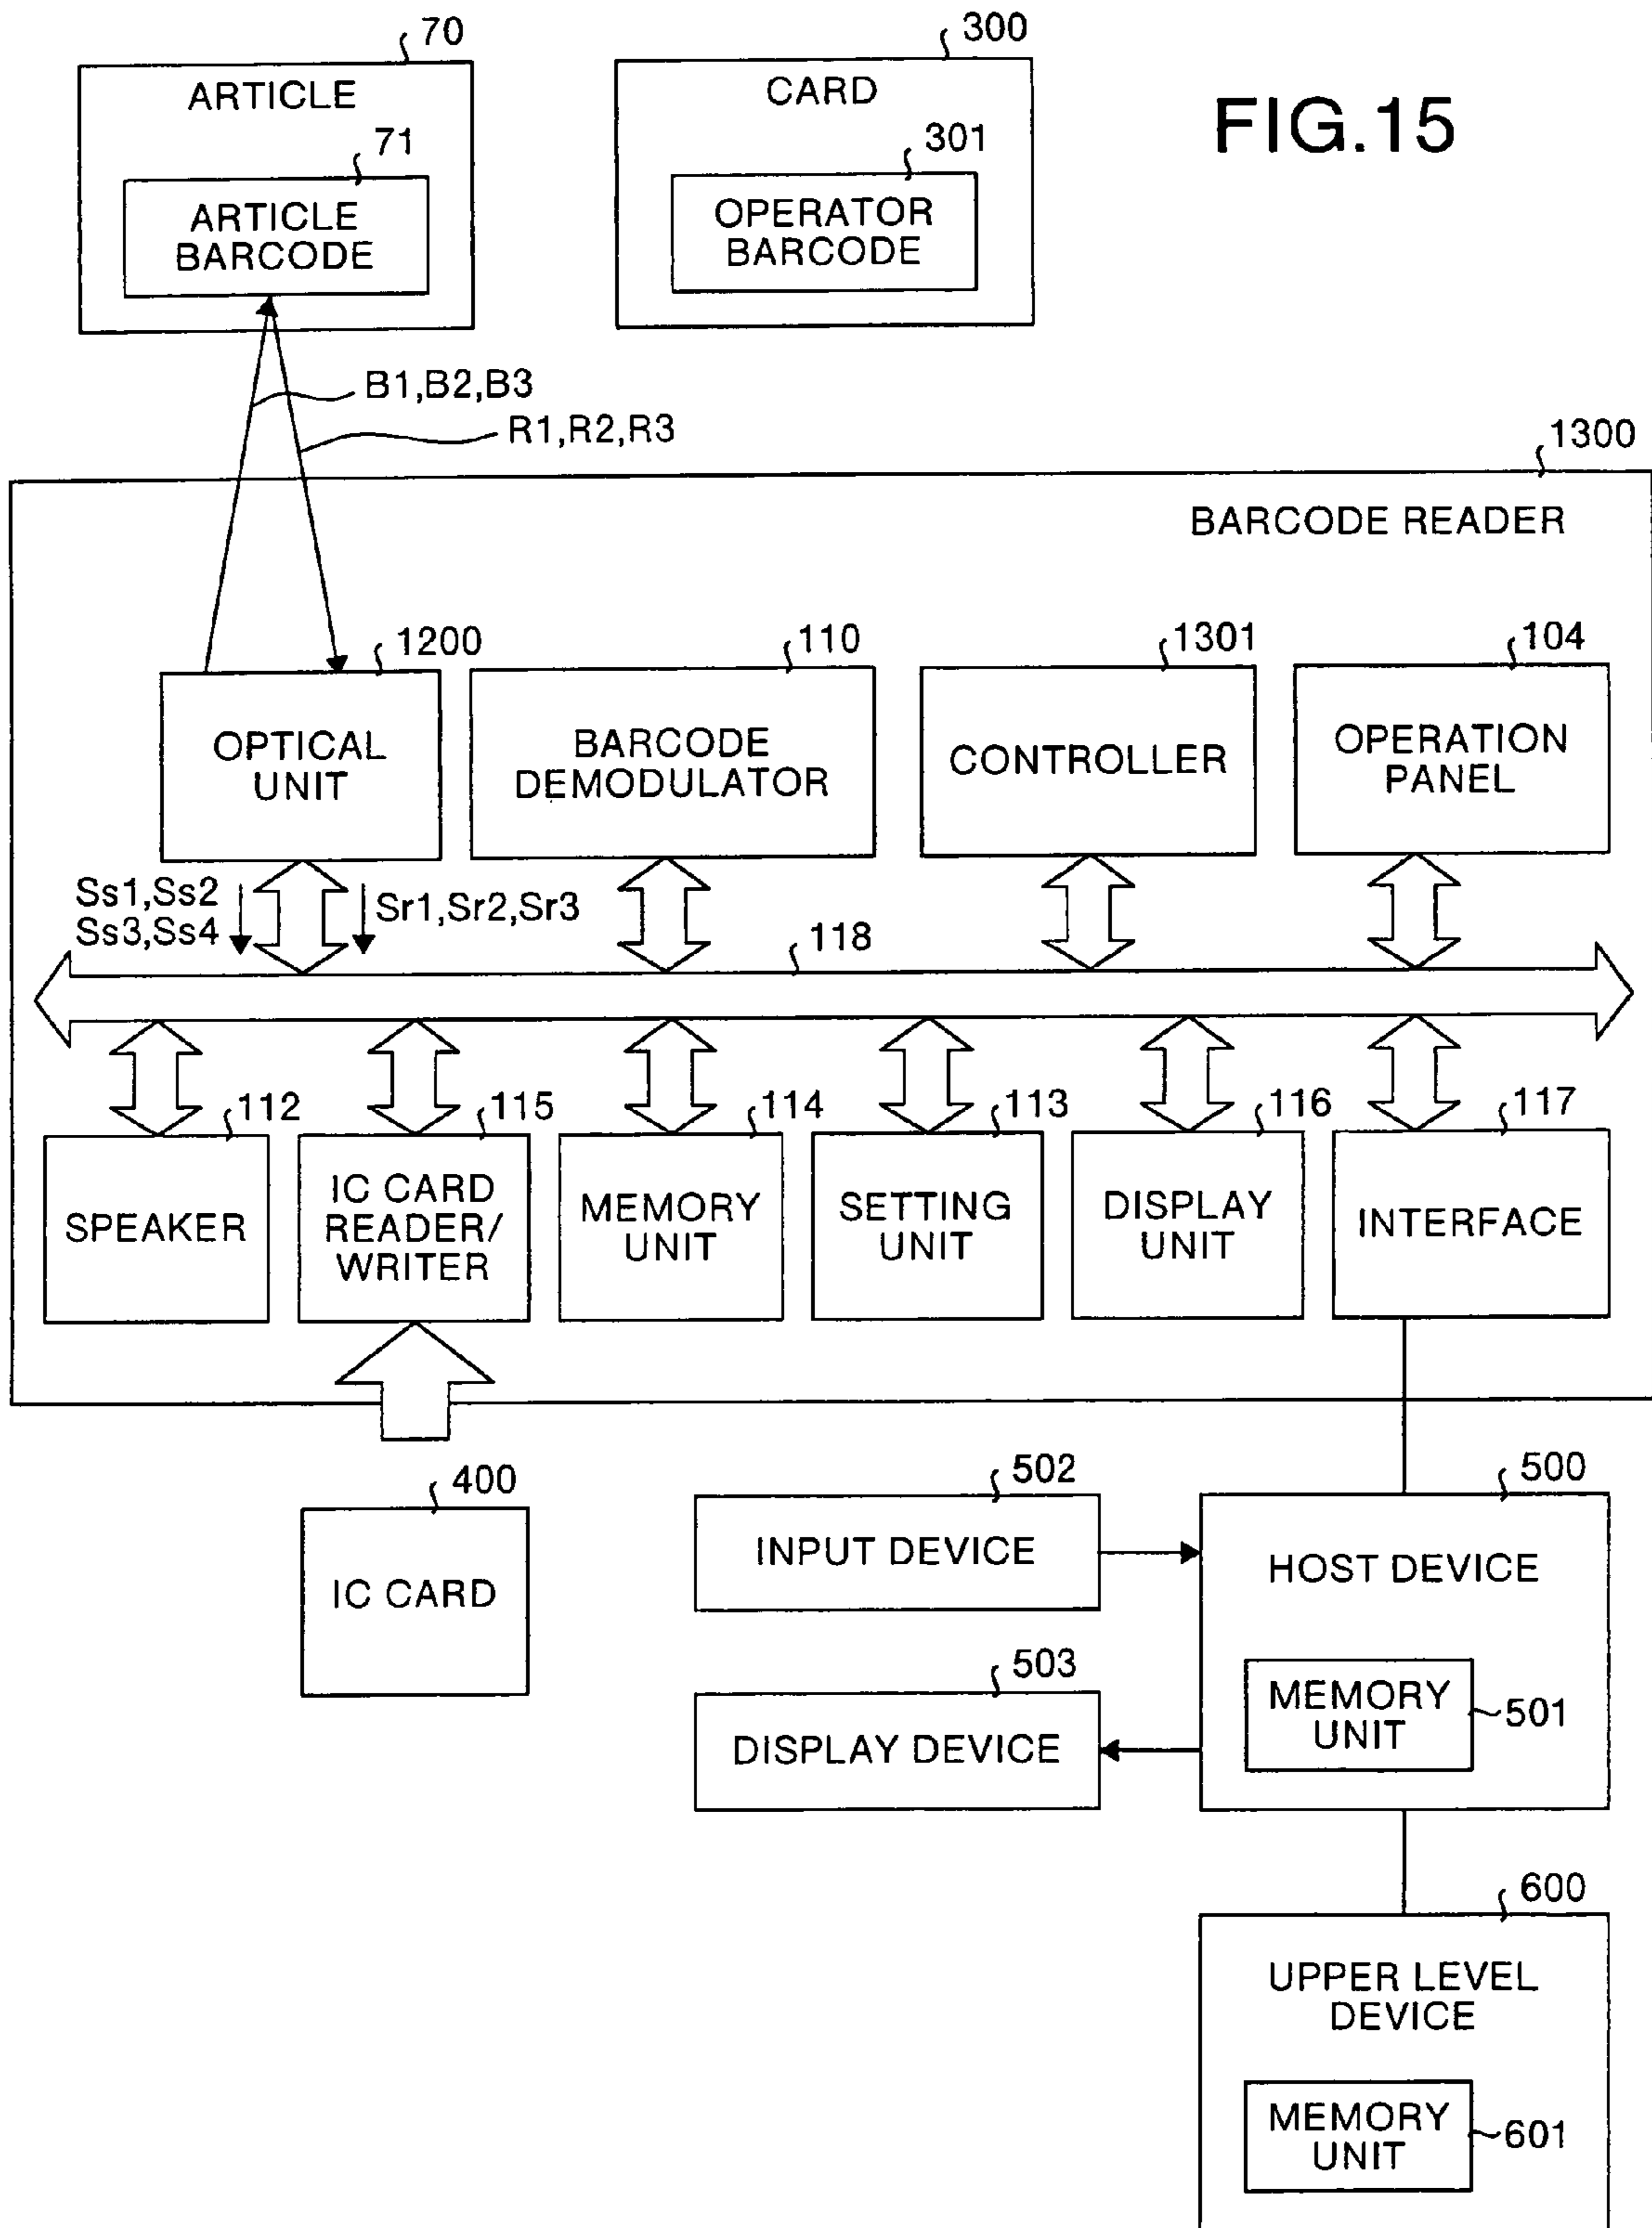 FIG.15
70
ARTICLE
71
ARTICLE
BARCODE
300
CARD
301
OPERATOR
BARCODE
B1,B2,B3
R1,R2,R3
1300
BARCODE READER
1200
OPTICAL
UNIT
110
BARCODE
DEMODULATOR
1301
CONTROLLER
104
OPERATION
PANEL
Ss1,Ss2
Ss3,Ss4
Sr1,Sr2,Sr3
118
112
SPEAKER
115
IC CARD
READER/
WRITER
114
MEMORY
UNIT
113
SETTING
UNIT
116
DISPLAY
UNIT
117
INTERFACE
400
IC CARD
502
INPUT DEVICE
503
DISPLAY DEVICE
500
HOST DEVICE
MEMORY
UNIT
501
600
UPPER LEVEL
DEVICE
MEMORY
UNIT
601